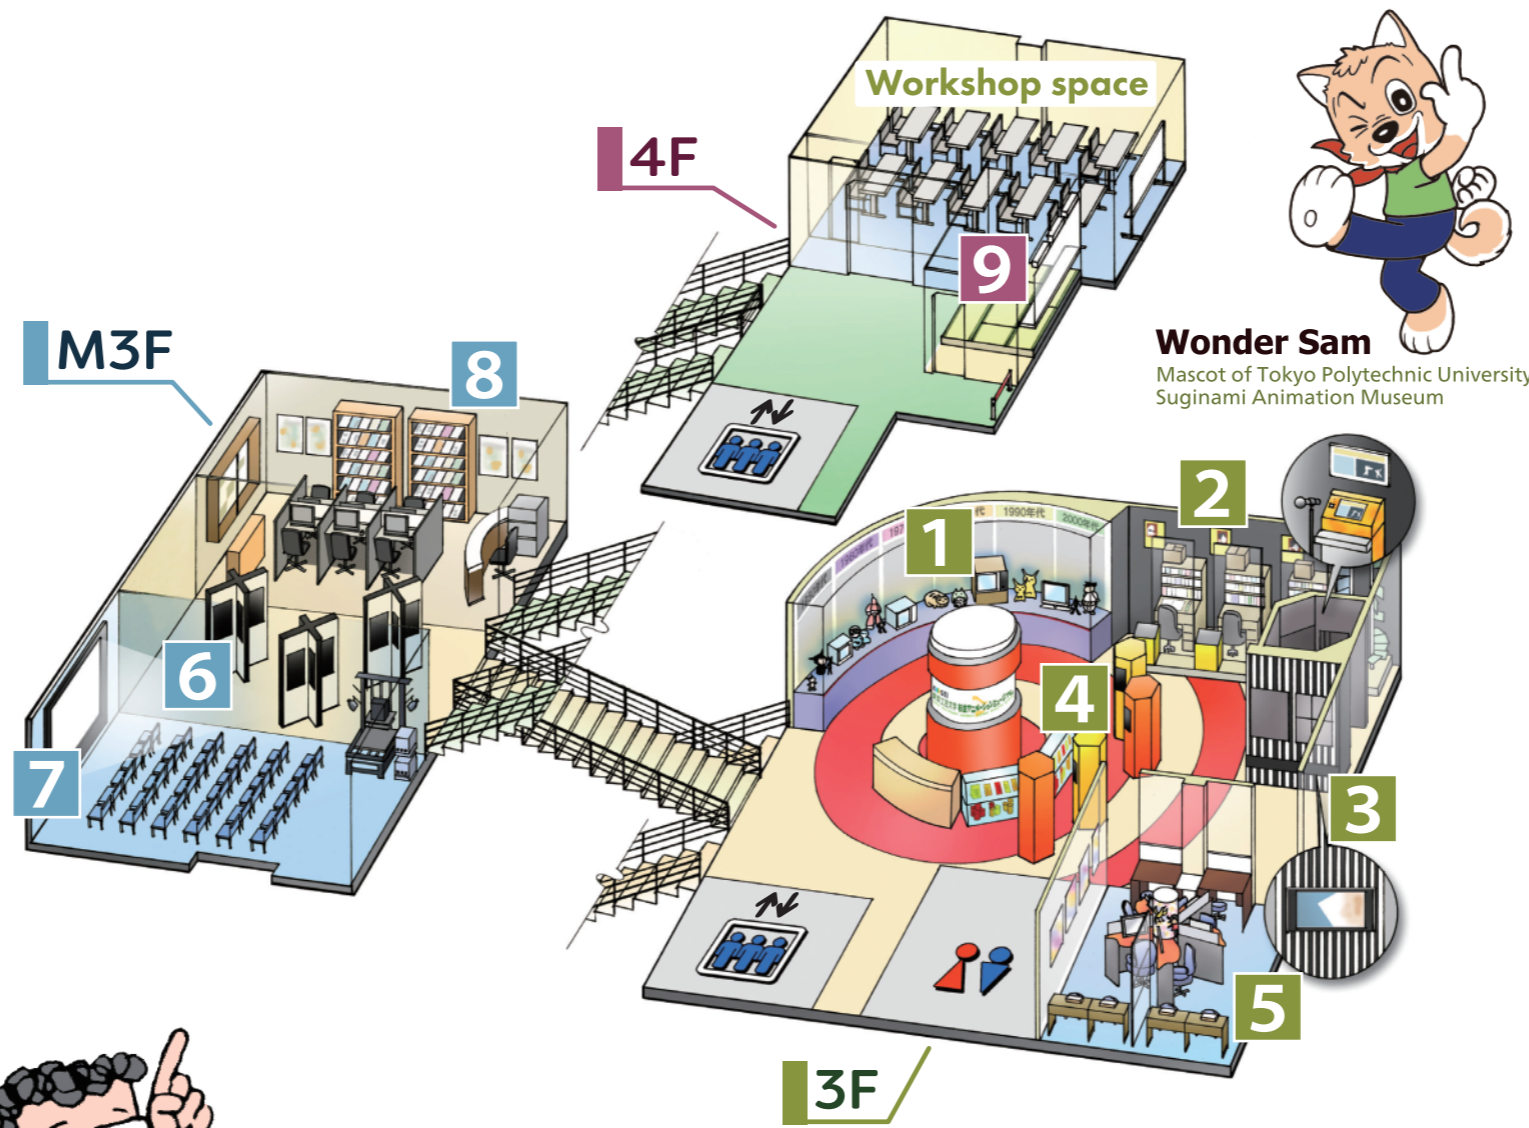 Workshop space
4F
9
Wonder Sam
Mascot of Tokyo Polytechnic University
Suginami Animation Museum
M3F
8
2
1
1990年代
2000年代
6
4
7
3
5
3F